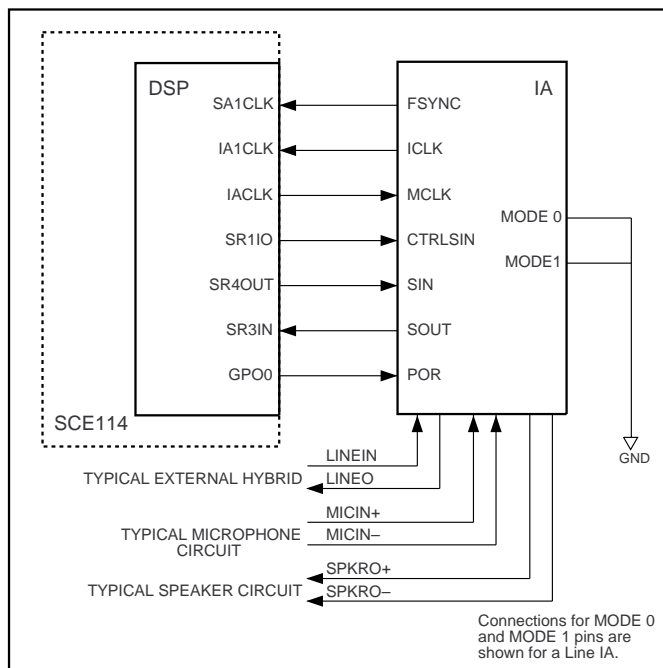 DSP
IA
SA1CLK
FSYNC
IA1CLK
ICLK
IACLK
MCLK
MODE 0
SR1IO
CTRLSIN
MODE1
SR4OUT
SIN
SR3IN
SOUT
GPO0
POR
SCE114
GND
LINEIN
TYPICAL EXTERNAL HYBRID
LINEO
MICIN+
TYPICAL MICROPHONE
CIRCUIT
MICIN–
SPKRO+
TYPICAL SPEAKER CIRCUIT
SPKRO–
Connections for MODE 0
and MODE 1 pins are
shown for a Line IA.